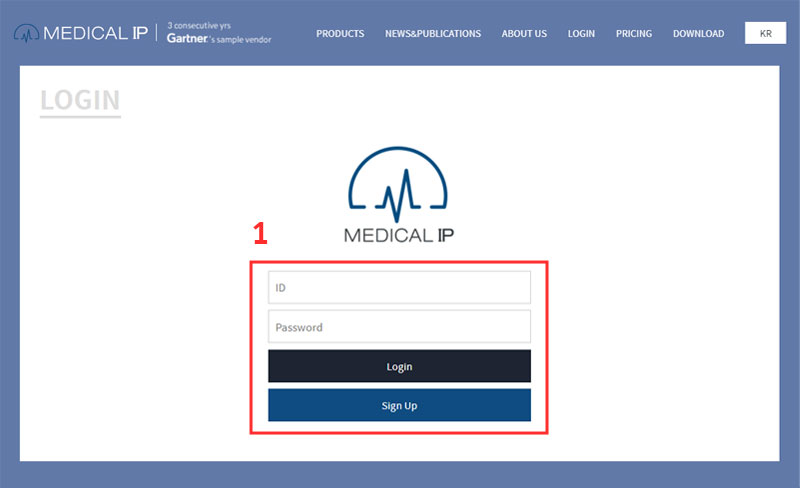 MEDICAL IP
3 consecutive yrs
Gartner.'s sample vendor
PRODUCTS NEWS&PUBLICATIONS ABOUT US LOGIN PRICING DOWNLOAD KR
LOGIN
MEDICAL IP
1
ID
Password
Login
Sign Up